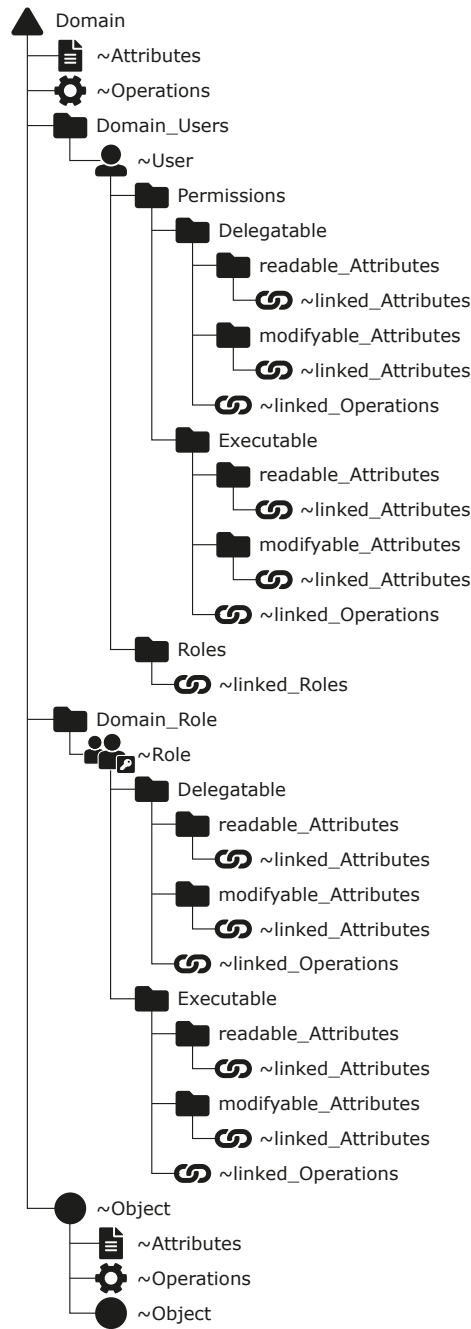 Domain
~Attributes
~Operations
Domain_Users
~User
Permissions
Delegatable
readable_Attributes
~linked_Attributes
modifyable_Attributes
~linked_Attributes
~linked_Operations
Executable
readable_Attributes
~linked_Attributes
modifyable_Attributes
~linked_Attributes
~linked_Operations
Roles
~linked_Roles
Domain_Role
~Role
Delegatable
readable_Attributes
~linked_Attributes
modifyable_Attributes
~linked_Attributes
~linked_Operations
Executable
readable_Attributes
~linked_Attributes
modifyable_Attributes
~linked_Attributes
~linked_Operations
~Object
~Attributes
~Operations
~Object